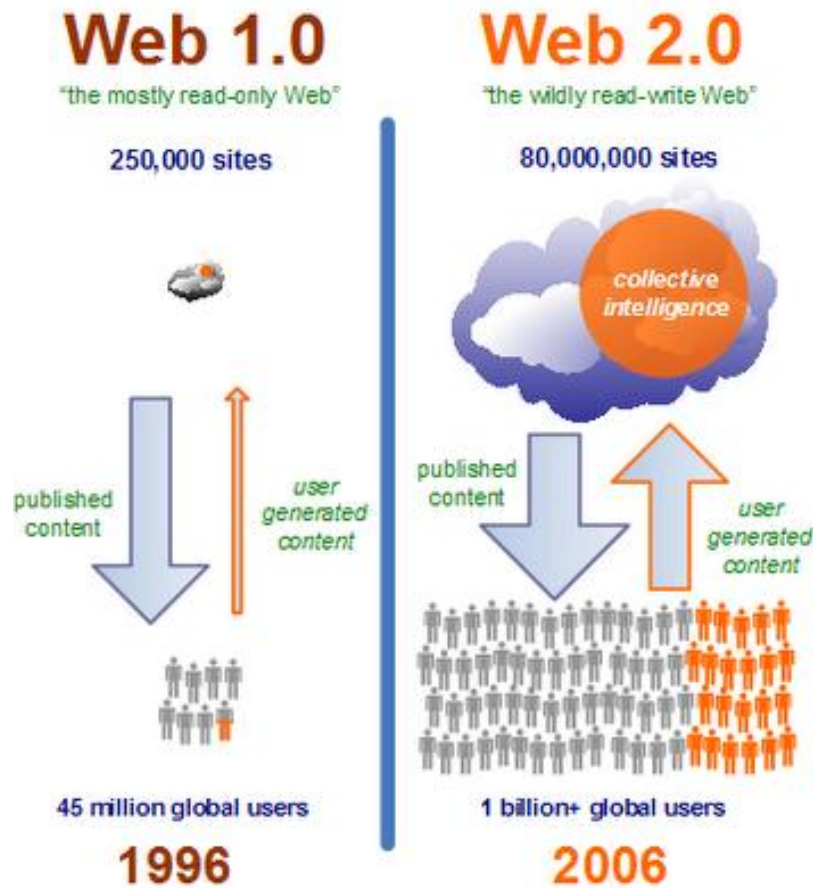 Web 1.0
"the mostly read-only Web"
250,000 sites
published
content
user
generated
content
45 million global users
1996
Web 2.0
"the wildly read-write Web"
80,000,000 sites
collective
intelligence
published
content
user
generated
content
1 billion+ global users
2006